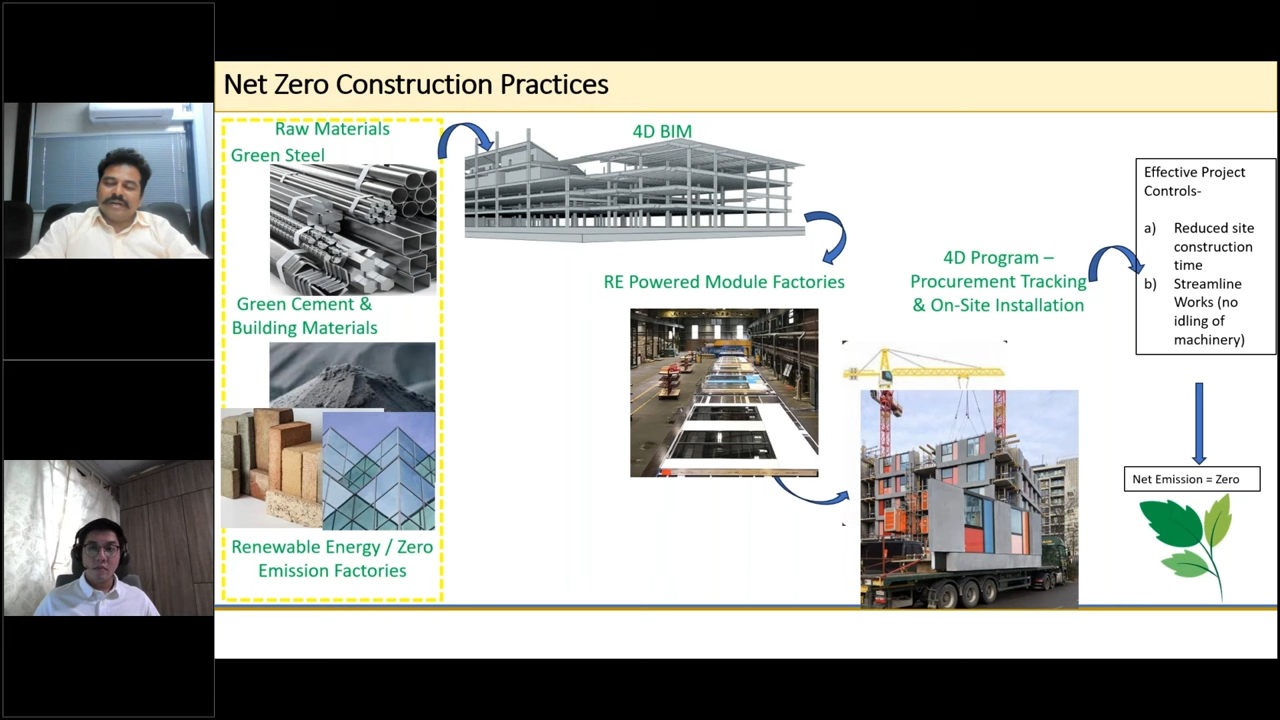 Net Zero Construction Practices
Raw Materials
Green Steel
Green Cement &
Building Materials
Renewable Energy / Zero
Emission Factories
4D BIM
RE Powered Module Factories
4D Program –
Procurement Tracking
& On-Site Installation
Effective Project
Controls-
a) Reduced site
construction
time
b) Streamline
Works (no
idling of
machinery)
Net Emission = Zero